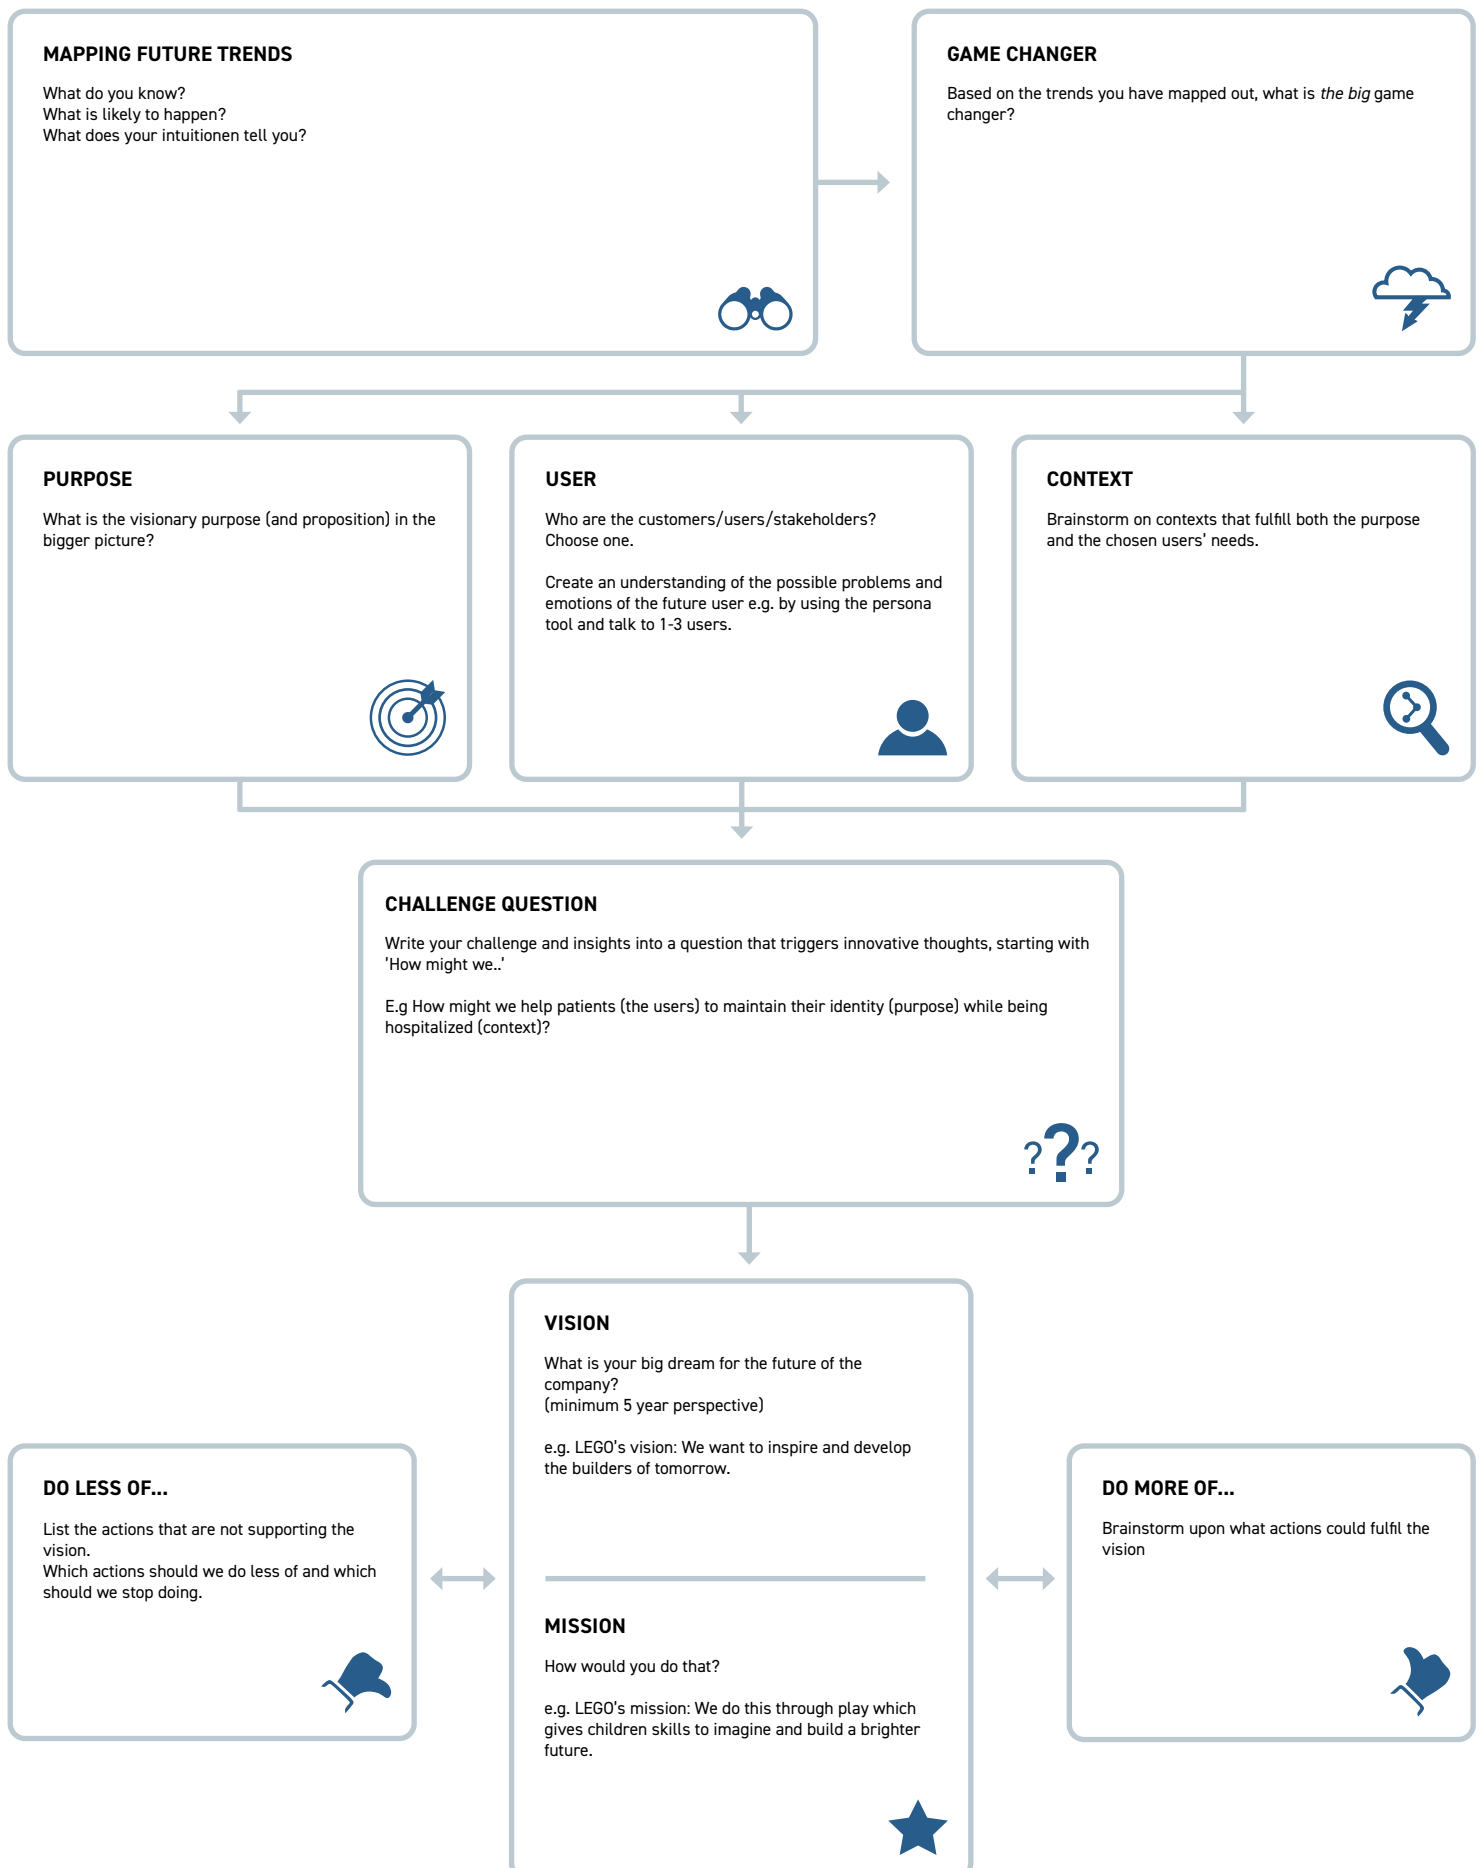 MAPPING FUTURE TRENDS
What do you know?
What is likely to happen?
What does your intuitionen tell you?
GAME CHANGER
Based on the trends you have mapped out, what is the big game
changer?
PURPOSE
What is the visionary purpose (and proposition) in the
bigger picture?
USER
Who are the customers/users/stakeholders?
Choose one.
Create an understanding of the possible problems and
emotions of the future user e.g. by using the persona
tool and talk to 1-3 users.
CONTEXT
Brainstorm on contexts that fulfill both the purpose
and the chosen users' needs.
CHALLENGE QUESTION
Write your challenge and insights into a question that triggers innovative thoughts, starting with
'How might we..'
E.g How might we help patients (the users) to maintain their identity (purpose) while being
hospitalized (context)?
???
VISION
What is your big dream for the future of the
company?
(minimum 5 year perspective)
e.g. LEGO's vision: We want to inspire and develop
the builders of tomorrow.
MISSION
How would you do that?
e.g. LEGO's mission: We do this through play which
gives children skills to imagine and build a brighter
future.
DO LESS OF...
List the actions that are not supporting the
vision.
Which actions should we do less of and which
should we stop doing.
DO MORE OF...
Brainstorm upon what actions could fulfil the
vision